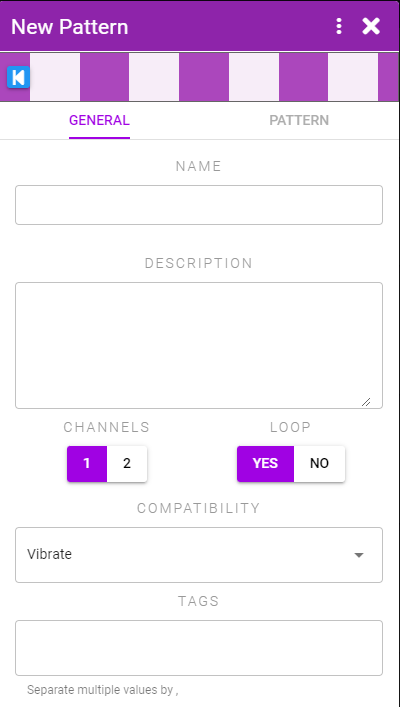 New Pattern
GENERAL PATTERN
NAME
DESCRIPTION
CHANNELS LOOP
1 2 YES NO
COMPATIBILITY
Vibrate
TAGS
Separate multiple values by ,